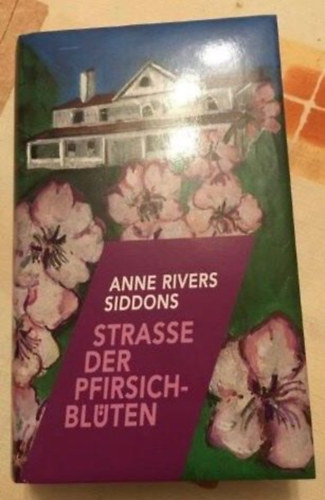 ANNE RIVERS
SIDDONS
STRASSE
DER
PFIRSICH-
BLÜTEN